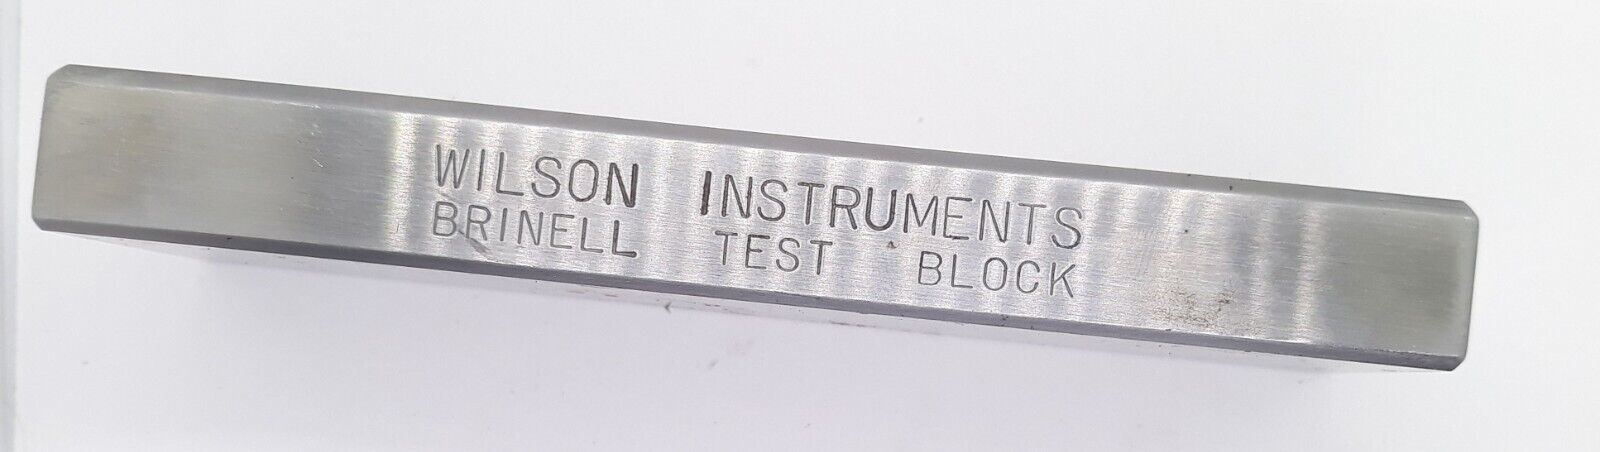 WILSON INSTRUMENTS
BRINELL TEST BLOCK